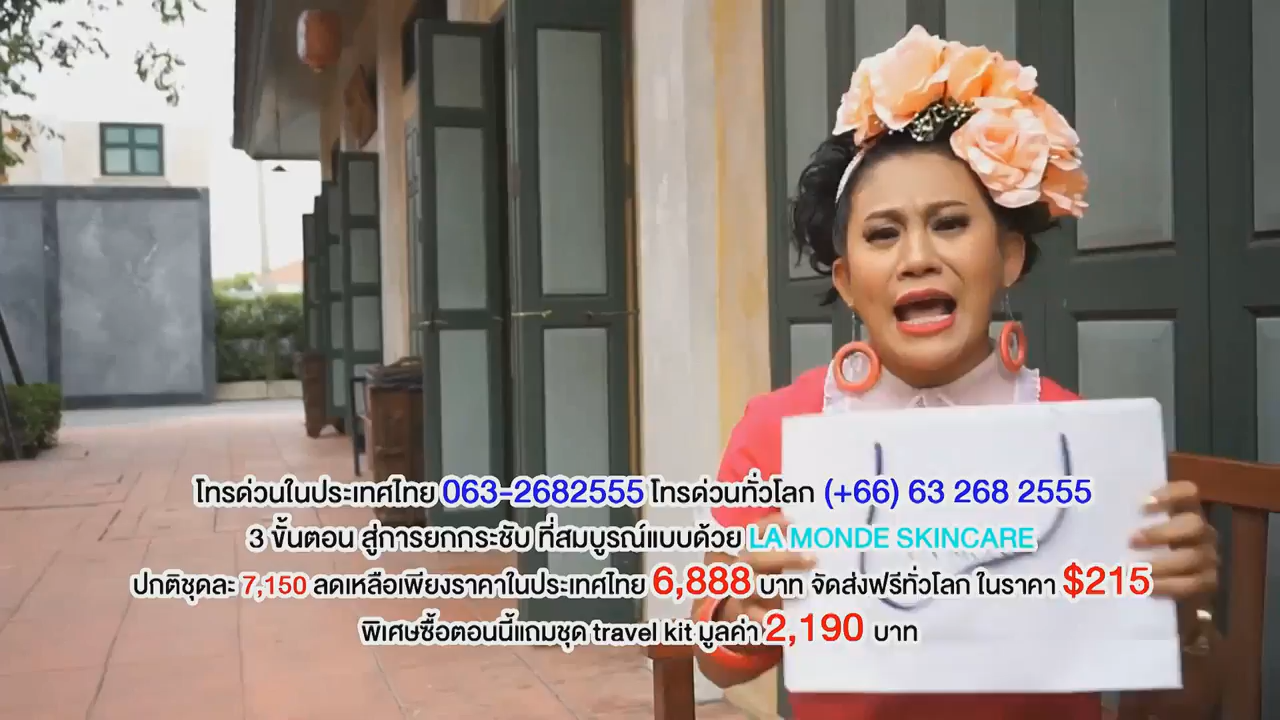 โทรด่วนในประเทศไทย 063-2682555 โทรด่วนทั่วโลก (+66) 63 268 2555
3 ขั้นตอน สู่การยกกระชับ ที่สมบูรณ์แบบด้วย LA MONDE SKINCARE
ปกติชุดละ 7,150 ลดเหลือเพียงราคาในประเทศไทย 6,888 บาท จัดส่งฟรีทั่วโลก ในราคา $215
พิเศษซื้อตอนนี้แถมชุด travel kit มูลค่า 2,190 บาท